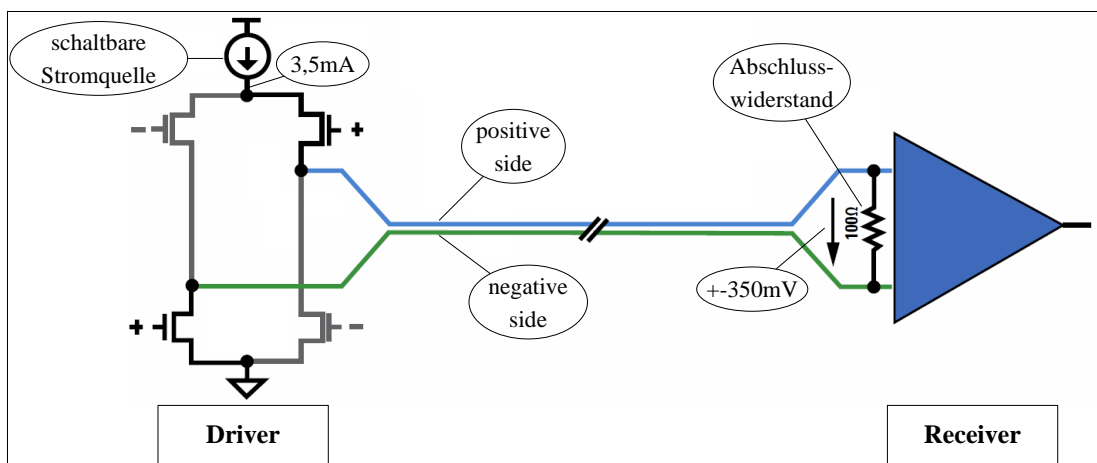 schaltbare
Stromquelle
3,5mA
Abschluss-
widerstand
−
+
positive
side
100Ω
+-350mV
negative
side
+
−
Driver
Receiver